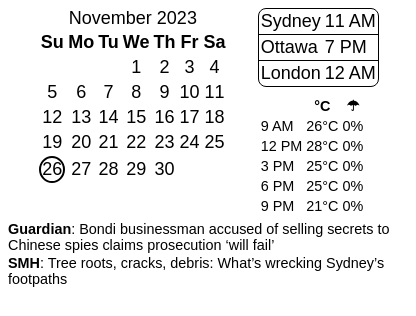 November 2023
Su Mo Tu We Th Fr Sa
1 2 3 4
5 6 7 8 9 10 11
12 13 14 15 16 17 18
19 20 21 22 23 24 25
26 27 28 29 30
Sydney 11 AM
Ottawa 7 PM
London 12 AM
°C ☂
9 AM 26°C 0%
12 PM 28°C 0%
3 PM 25°C 0%
6 PM 25°C 0%
9 PM 21°C 0%
Guardian: Bondi businessman accused of selling secrets to
Chinese spies claims prosecution ‘will fail’
SMH: Tree roots, cracks, debris: What’s wrecking Sydney’s
footpaths